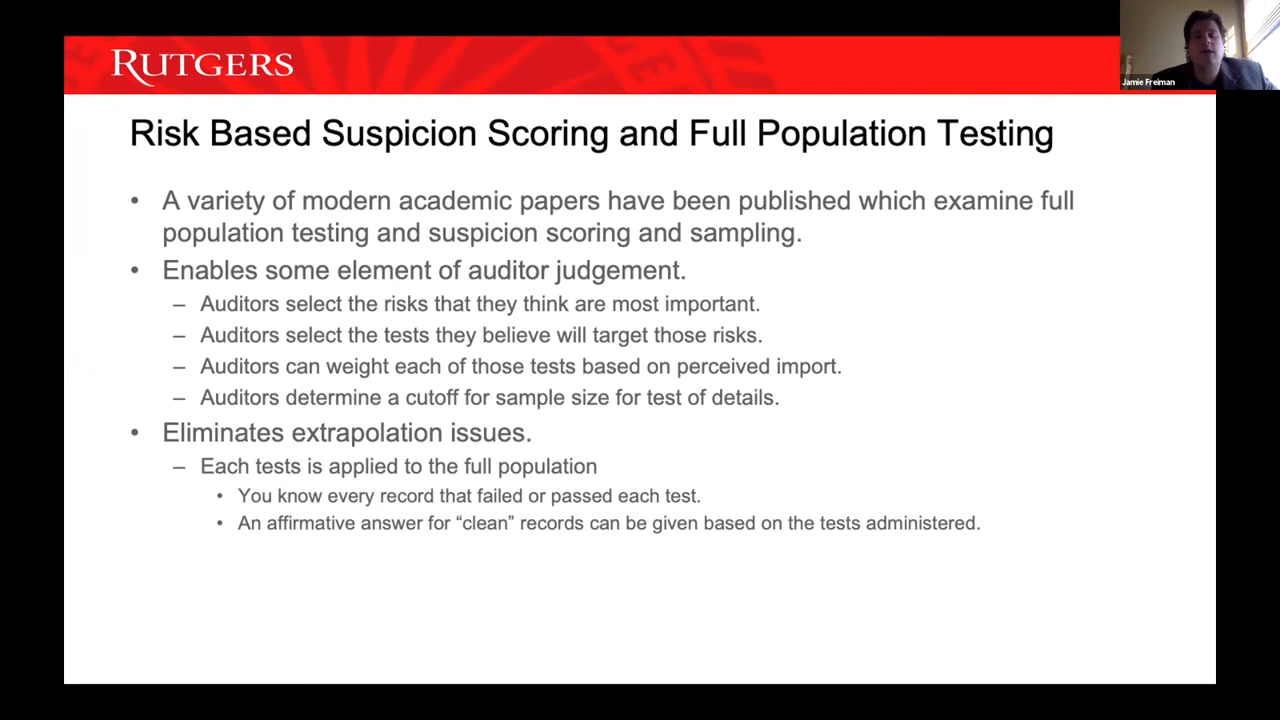 RUTGERS
Jamie Freiman
Risk Based Suspicion Scoring and Full Population Testing
• A variety of modern academic papers have been published which examine full
population testing and suspicion scoring and sampling.
• Enables some element of auditor judgement.
– Auditors select the risks that they think are most important.
– Auditors select the tests they believe will target those risks.
– Auditors can weight each of those tests based on perceived import.
– Auditors determine a cutoff for sample size for test of details.
• Eliminates extrapolation issues.
– Each tests is applied to the full population
• You know every record that failed or passed each test.
• An affirmative answer for “clean” records can be given based on the tests administered.